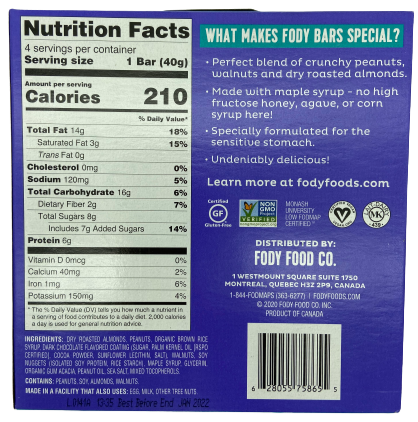 Nutrition Facts
4 servings per container
Serving size 1 Bar (40g)
Amount per serving
Calories 210
% Daily Value*
Total Fat 14g 18%
Saturated Fat 3g 15%
Trans Fat 0g
Cholesterol 0mg 0%
Sodium 120mg 5%
Total Carbohydrate 16g 6%
Dietary Fiber 2g 7%
Total Sugars 8g
Includes 7g Added Sugars 14%
Protein 6g
Vitamin D 0mcg 0%
Calcium 40mg 2%
Iron 1mg 6%
Potassium 150mg 4%
* The % Daily Value (DV) tells you how much a nutrient in
a serving of food contributes to a daily diet. 2,000 calories
a day is used for general nutrition advice.
INGREDIENTS: DRY ROASTED ALMONDS, PEANUTS, ORGANIC BROWN RICE
SYRUP, DARK CHOCOLATE FLAVORED COATING (SUGAR, PALM KERNEL OIL [RSPO
CERTIFIED], COCOA POWDER, SUNFLOWER LECITHIN, SALT), WALNUTS, SOY
NUGGETS (ISOLATED SOY PROTEIN, RICE STARCH), MAPLE SYRUP, GLYCERIN,
ORGANIC GUM ACACIA, PEANUT OIL, SEA SALT, MIXED TOCOPHEROLS.
CONTAINS: PEANUTS, SOY, ALMONDS, WALNUTS.
MADE IN A FACILITY THAT ALSO USES: EGG, MILK, OTHER TREE NUTS
13:35 Best Before End JAN 2022
WHAT MAKES FODY BARS SPECIAL?
• Perfect blend of crunchy peanuts,
walnuts and dry roasted almonds.
• Made with maple syrup - no high
fructose honey, agave, or corn
syrup here!
• Specially formulated for the
sensitive stomach.
• Undeniably delicious!
Learn more at fodyfoods.com
Certified
GF
Gluten-Free
NON
GMO
Project
VERIFIED
nongmoproject.org
MONASH
UNIVERSITY
LOW FODMAP
CERTIFIED
MK
DISTRIBUTED BY:
FODY FOOD CO.
1 WESTMOUNT SQUARE SUITE 1750
MONTREAL, QUEBEC H3Z 2P9, CANADA
1-844-FODMAPS (363-6277) | FODYFOODS.COM
© 2020 FODY FOOD CO. INC.
PRODUCT OF CANADA
6 28055 75865 5